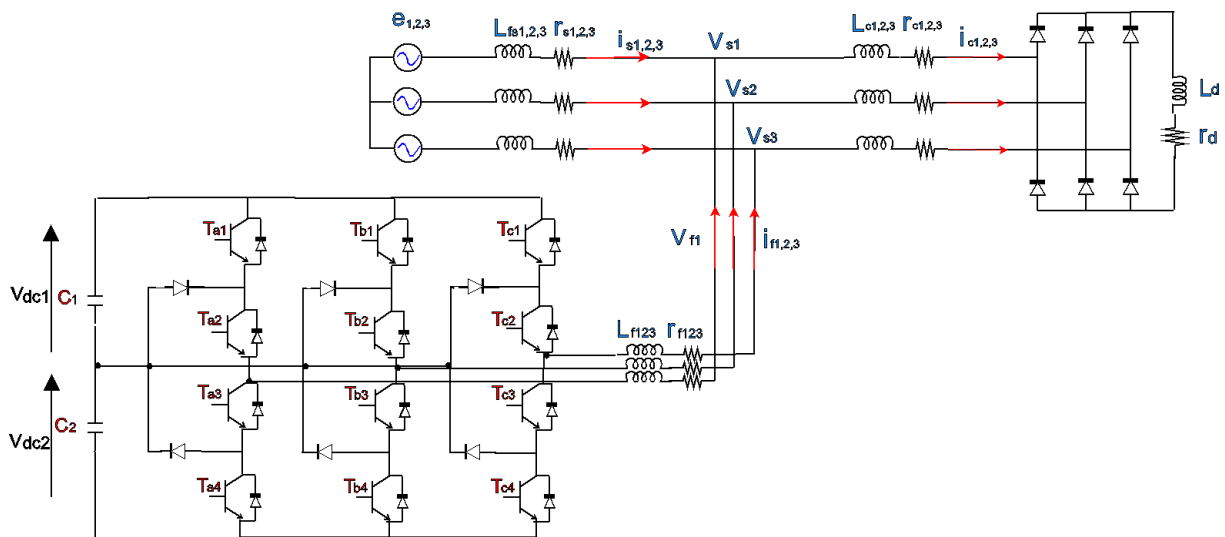 e1,2,3
Lfs1,2,3 rs1,2,3
is1,2,3
Vs1
Lc1,2,3 rc1,2,3
ic1,2,3
Vs2
Ld
Vs3
rd
Ta1 Tb1 Tc1
Vf1 if1,2,3
Vdc1 C1
Ta2 Tb2 Tc2
Lf123 rf123
Ta3 Tb3 Tc3
Vdc2 C2
Ta4 Tb4 Tc4